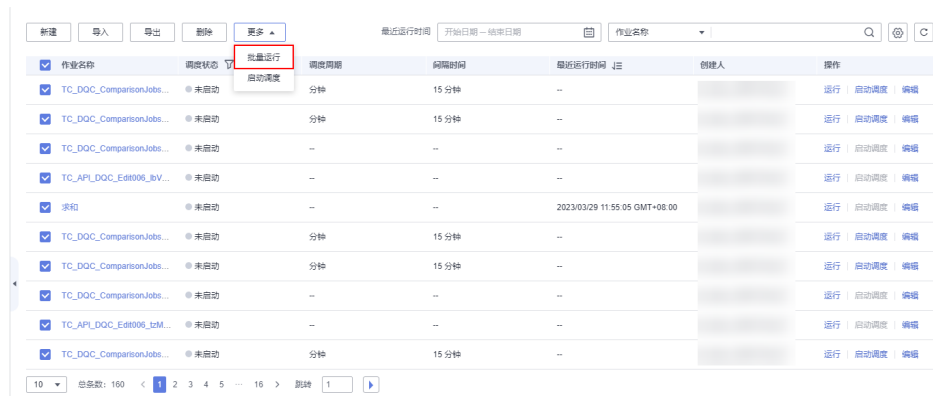 新建 导入 导出 删除 更多 最近运行时间 开始日期 – 结束日期 作业名称
批量运行
启动调度
作业名称 调度状态 调度周期 间隔时间 最近运行时间 创建人 操作
TC_DQC_ComparisonJobs... 未启动 分钟 15 分钟 -- 运行 启动调度 编辑
TC_DQC_ComparisonJobs... 未启动 分钟 15 分钟 -- 运行 启动调度 编辑
TC_DQC_ComparisonJobs... 未启动 -- -- -- 运行 启动调度 编辑
TC_API_DQC_Edit006_lbV... 未启动 -- -- -- 运行 启动调度 编辑
求和 未启动 -- -- 2023/03/29 11:55:05 GMT+08:00 运行 启动调度 编辑
TC_DQC_ComparisonJobs... 未启动 分钟 15 分钟 -- 运行 启动调度 编辑
TC_DQC_ComparisonJobs... 未启动 分钟 15 分钟 -- 运行 启动调度 编辑
TC_DQC_ComparisonJobs... 未启动 -- -- -- 运行 启动调度 编辑
TC_API_DQC_Edit006_tzM... 未启动 -- -- -- 运行 启动调度 编辑
TC_DQC_ComparisonJobs... 未启动 分钟 15 分钟 -- 运行 启动调度 编辑
10 总条数: 160 < 1 2 3 4 5 ... 16 > 跳转 1